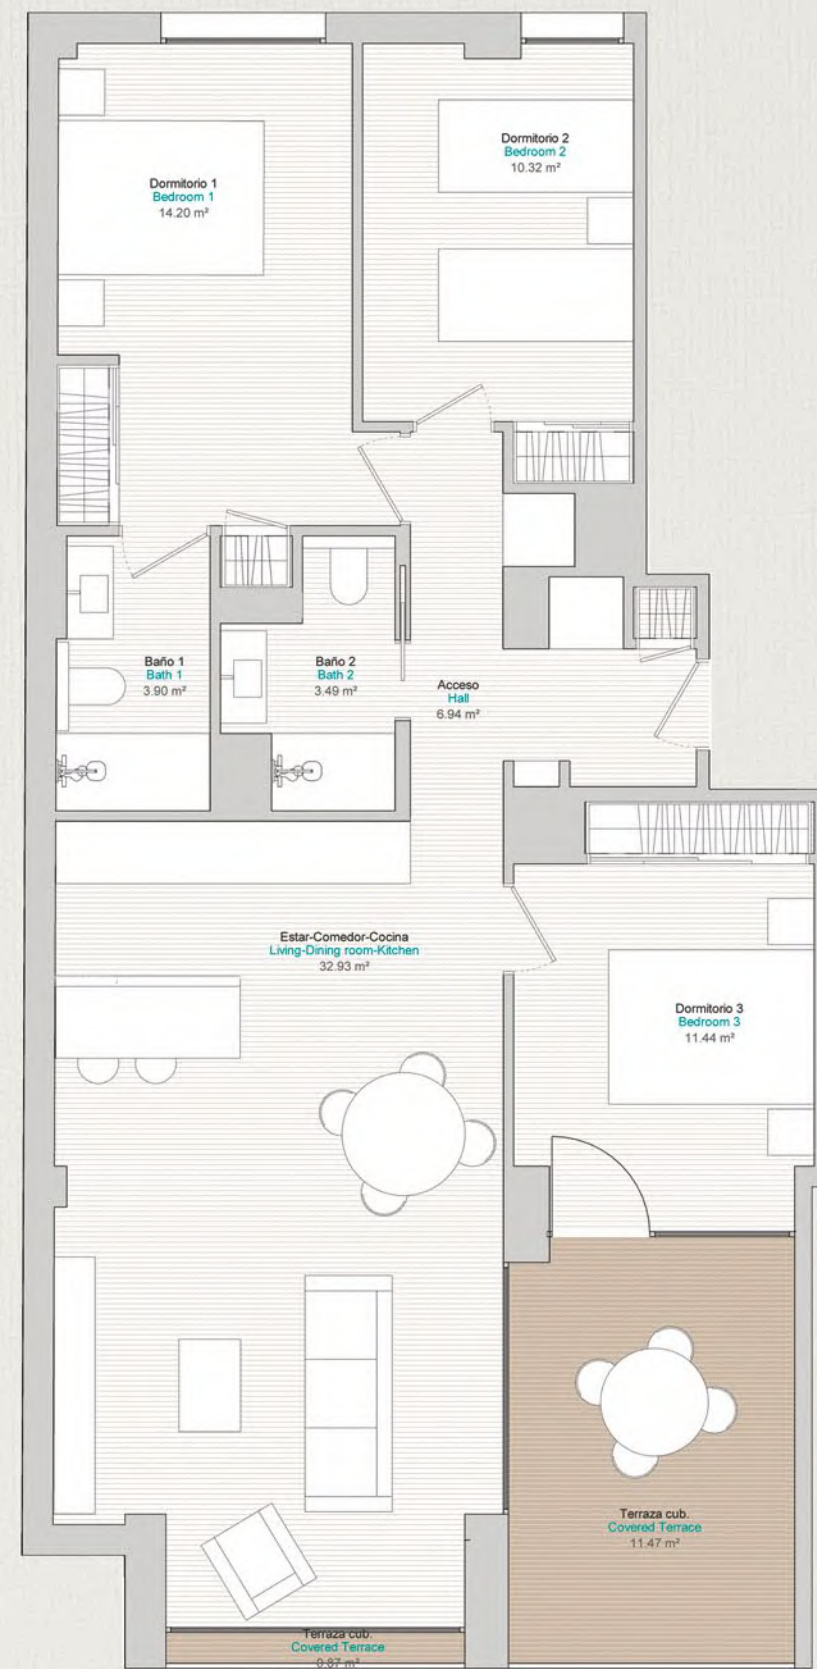 Dormitorio 1
Bedroom 1
14.20 m²
Dormitorio 2
Bedroom 2
10.32 m²
Baño 1
Bath 1
3.90 m²
Baño 2
Bath 2
3.49 m²
Acceso
Hall
6.94 m²
Estar-Comedor-Cocina
Living-Dining room-Kitchen
32.93 m²
Dormitorio 3
Bedroom 3
11.44 m²
Terraza cub.
Covered Terrace
11.47 m²
Terraza cub.
Covered Terrace
0.87 m²